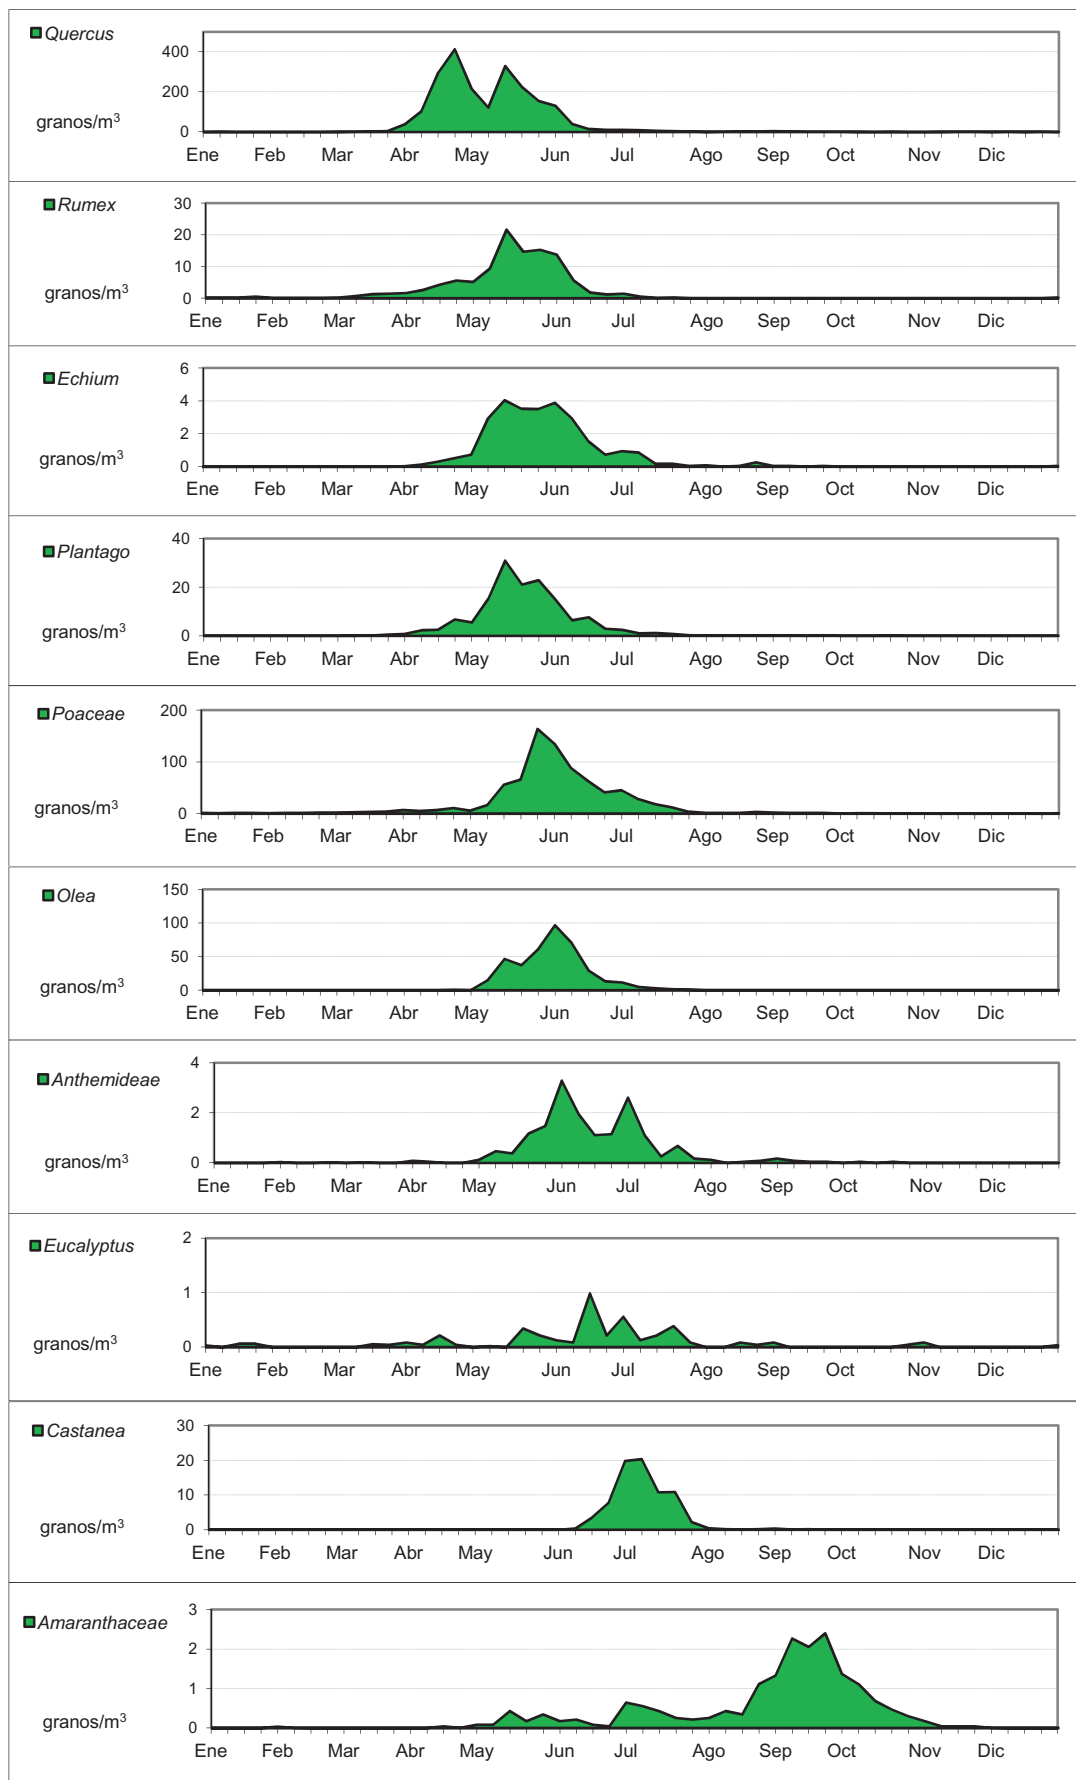 Quercus
400
200
granos/m³
0
Ene Feb Mar Abr May Jun Jul Ago Sep Oct Nov Dic
Rumex
30
20
10
granos/m³
0
Ene Feb Mar Abr May Jun Jul Ago Sep Oct Nov Dic
Echium
6
4
2
granos/m³
0
Ene Feb Mar Abr May Jun Jul Ago Sep Oct Nov Dic
Plantago
40
20
granos/m³
0
Ene Feb Mar Abr May Jun Jul Ago Sep Oct Nov Dic
Poaceae
200
100
granos/m³
0
Ene Feb Mar Abr May Jun Jul Ago Sep Oct Nov Dic
Olea
150
100
50
granos/m³
0
Ene Feb Mar Abr May Jun Jul Ago Sep Oct Nov Dic
Anthemideae
4
2
granos/m³
0
Ene Feb Mar Abr May Jun Jul Ago Sep Oct Nov Dic
Eucalyptus
2
1
granos/m³
0
Ene Feb Mar Abr May Jun Jul Ago Sep Oct Nov Dic
Castanea
30
20
10
granos/m³
0
Ene Feb Mar Abr May Jun Jul Ago Sep Oct Nov Dic
Amaranthaceae
3
2
1
granos/m³
0
Ene Feb Mar Abr May Jun Jul Ago Sep Oct Nov Dic